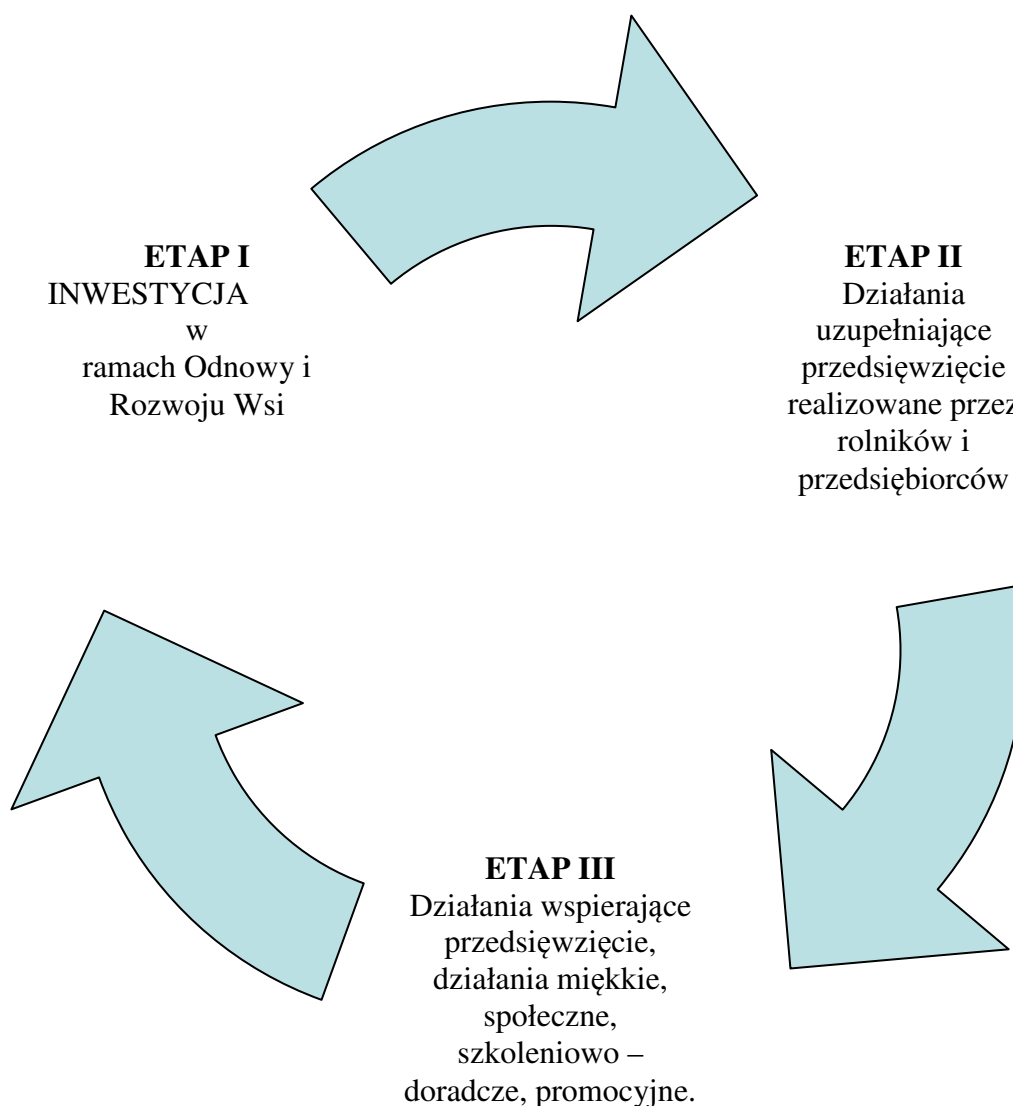 ETAP I
INWESTYCJA
w
ramach Odnowy i
Rozwoju Wsi
ETAP II
Działania
uzupełniające
przedsięwzięcie
realizowane przez
rolników i
przedsiębiorców
ETAP III
Działania wspierające
przedsięwzięcie,
działania miękkie,
społeczne,
szkoleniowo –
doradcze, promocyjne.